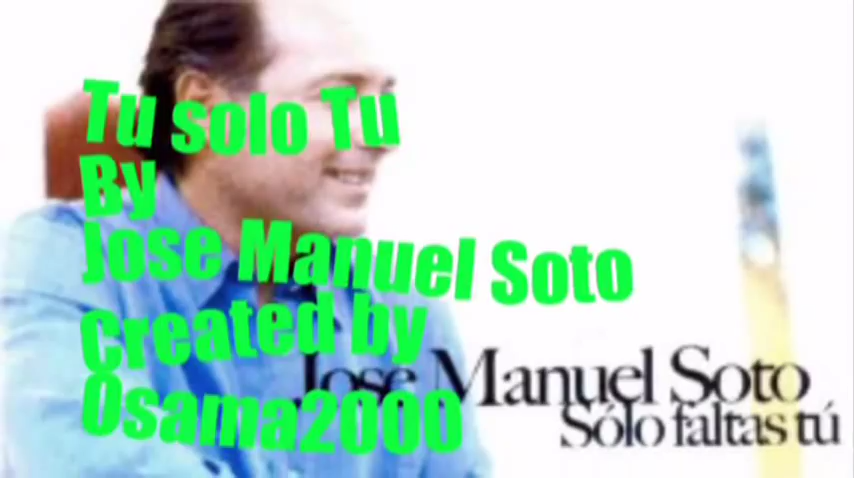 Tu solo Tu
By
Jose Manuel Soto
Created by
Osama2000
Jose Manuel Soto
Sólo faltas tú